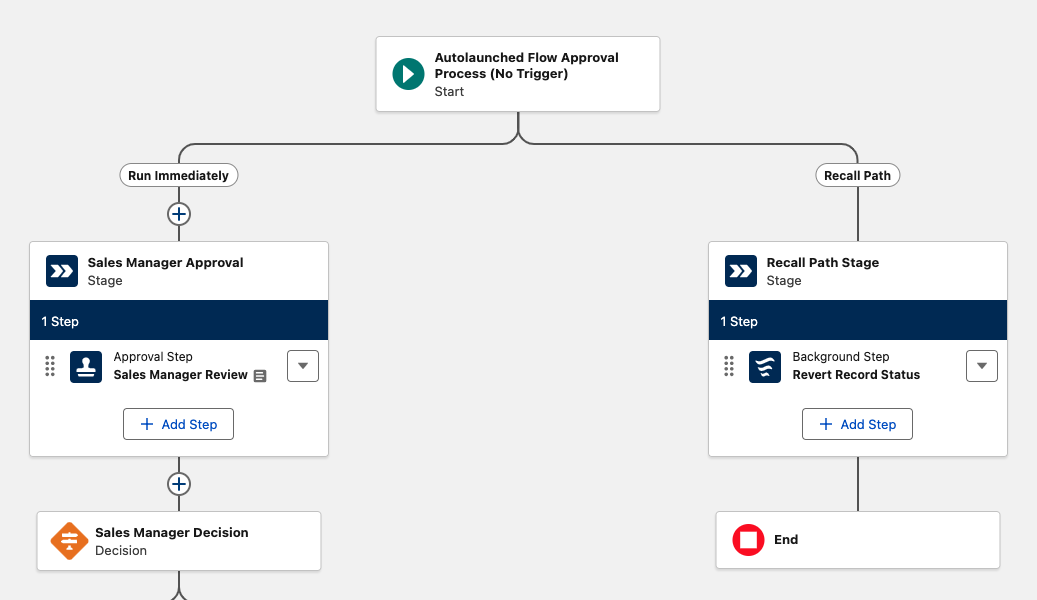 Autolaunched Flow Approval
Process (No Trigger)
Start
Run Immediately
Recall Path
Sales Manager Approval
Stage
1 Step
Approval Step
Sales Manager Review
Add Step
Recall Path Stage
Stage
1 Step
Background Step
Revert Record Status
Add Step
Sales Manager Decision
Decision
End